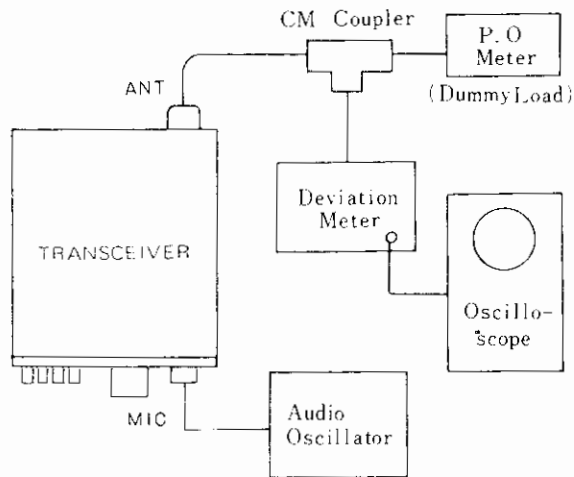 CM Coupler
P.O
Meter
(Dummy Load)
ANT
Deviation
Meter
TRANSCEIVER
Oscillo-
scope
MIC
Audio
Oscillator